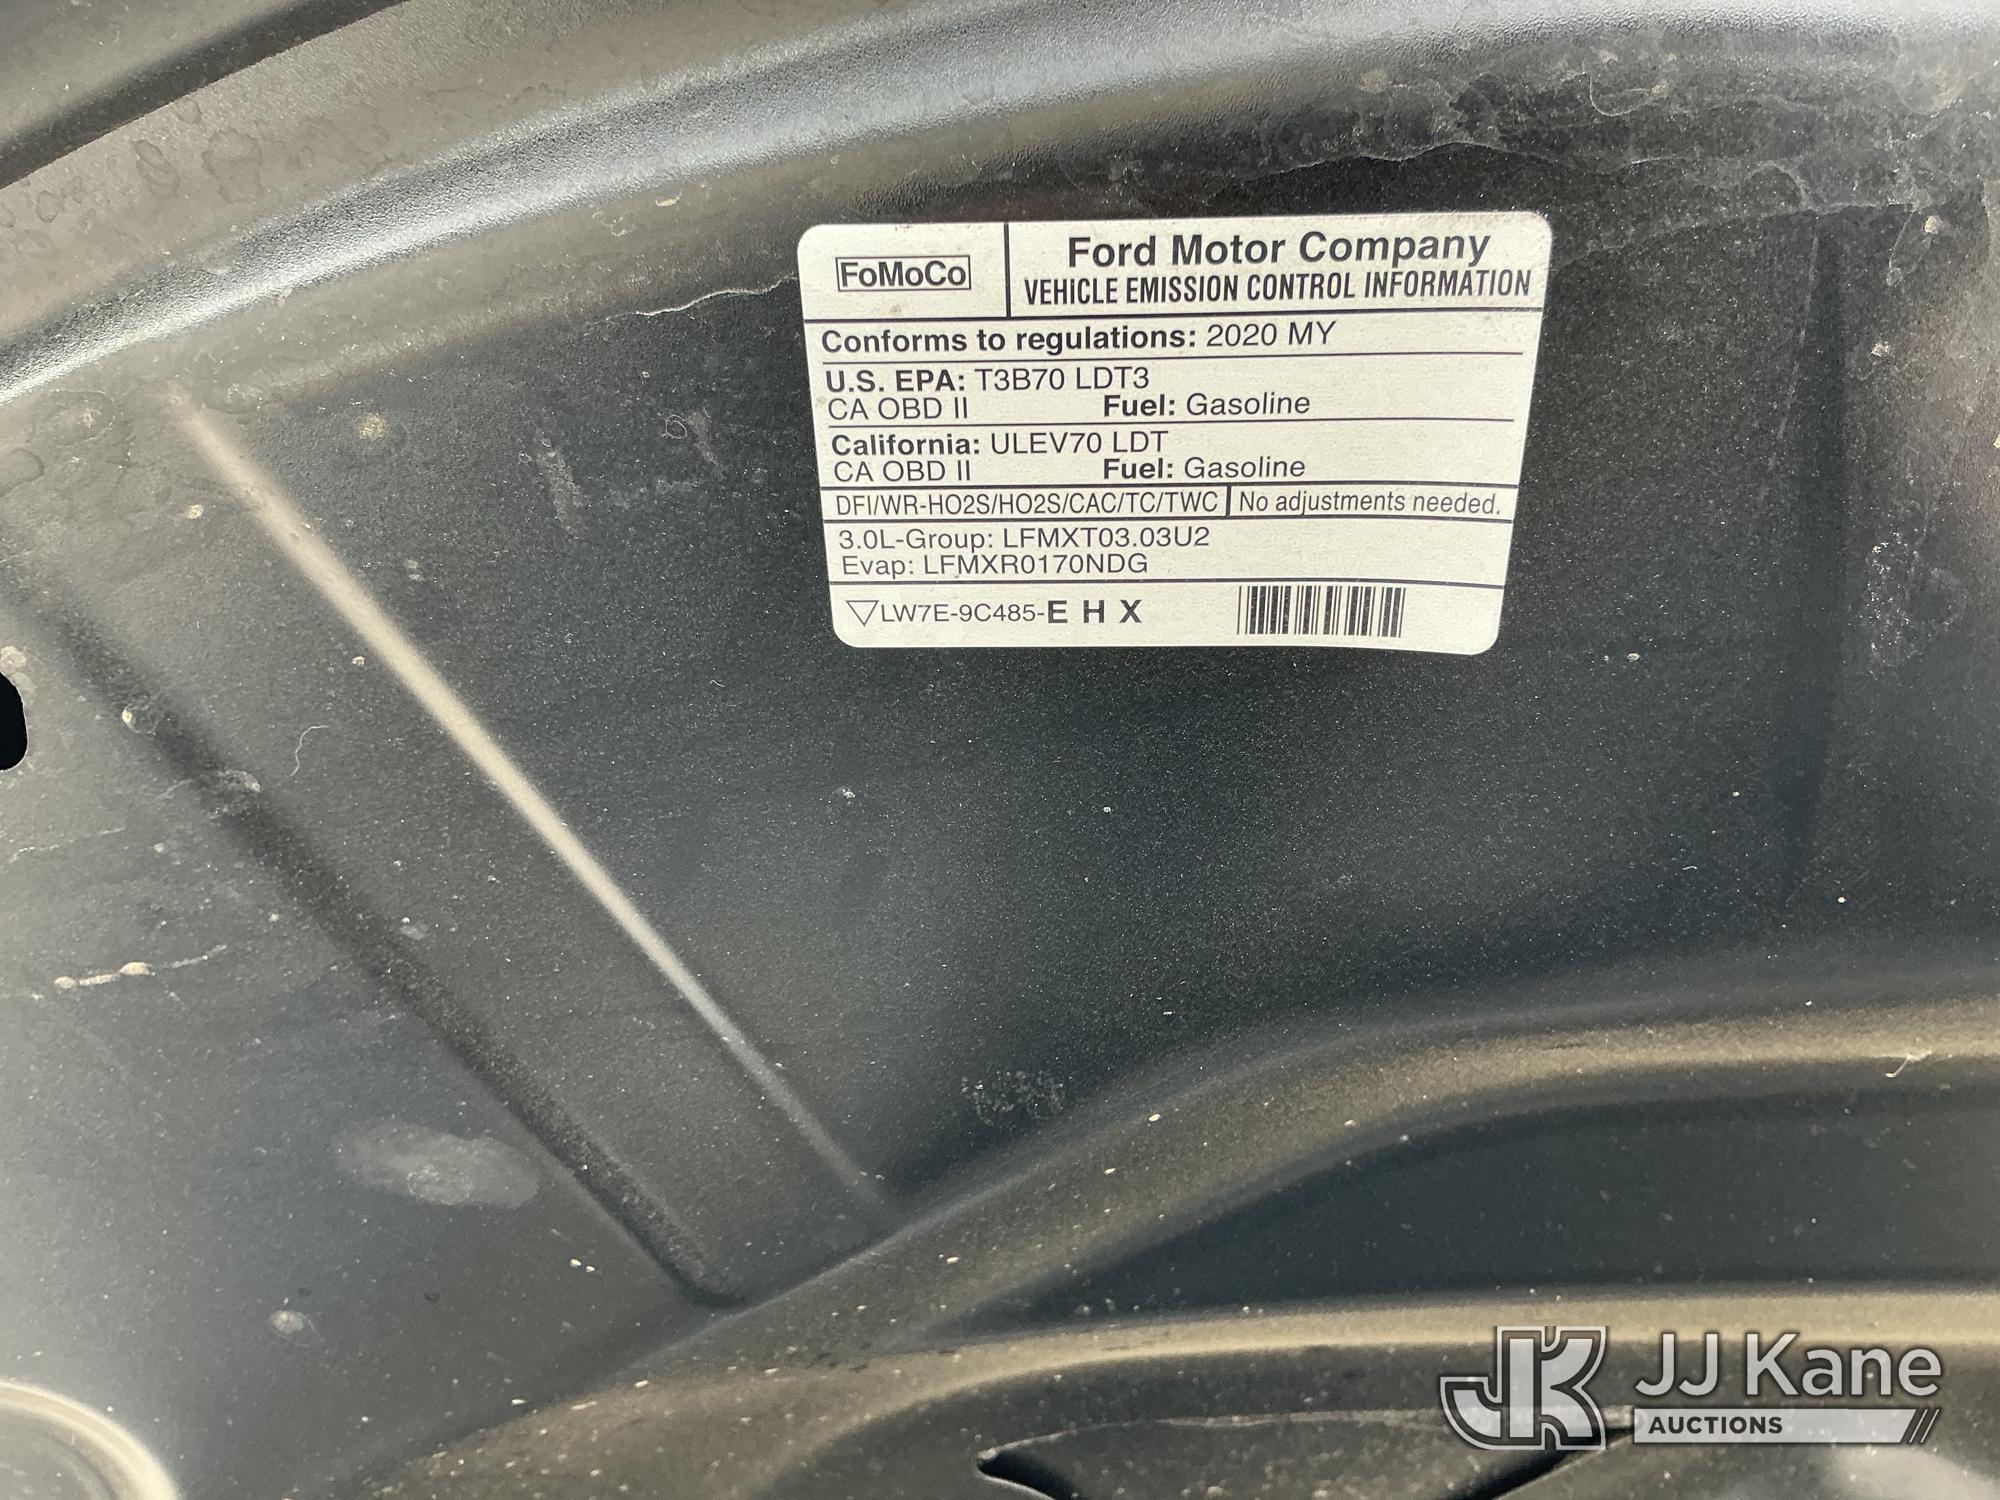 FoMoCo
Ford Motor Company
VEHICLE EMISSION CONTROL INFORMATION
Conforms to regulations: 2020 MY
U.S. EPA: T3B70 LDT3
CA OBD II Fuel: Gasoline
California: ULEV70 LDT
CA OBD II Fuel: Gasoline
DFI/WR-HO2S/HO2S/CAC/TC/TWC No adjustments needed.
3.0L-Group: LFMXT03.03U2
Evap: LFMXR0170NDG
▽LW7E-9C485-E H X
JK JJ Kane
AUCTIONS